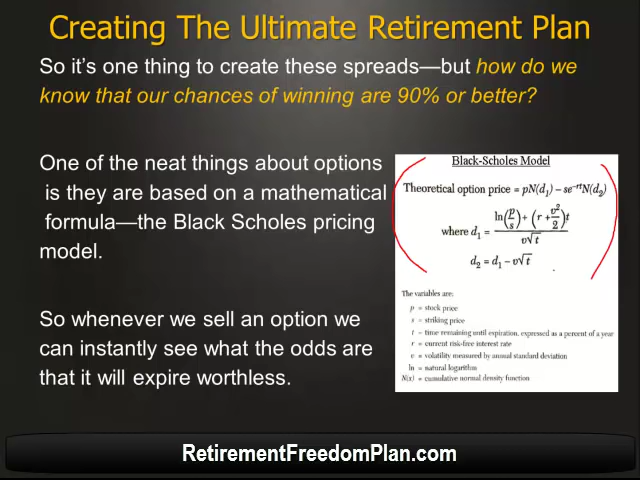 Creating The Ultimate Retirement Plan
So it's one thing to create these spreads—but how do we
know that our chances of winning are 90% or better?
One of the neat things about options
is they are based on a mathematical
formula—the Black Scholes pricing
model.
So whenever we sell an option we
can instantly see what the odds are
that it will expire worthless.
Black-Scholes Model
Theoretical option price = pN(d₁) – se⁻ʳᵗN(d₂)
where d₁ = (ln(p/s) + (r + v²/2)t) / (v√t)
d₂ = d₁ – v√t
The variables are:
p = stock price
s = striking price
t = time remaining until expiration, expressed as a percent of a year
r = current risk-free interest rate
v = volatility measured by annual standard deviation
ln = natural logarithm
N(x) = cumulative normal density function
RetirementFreedomPlan.com